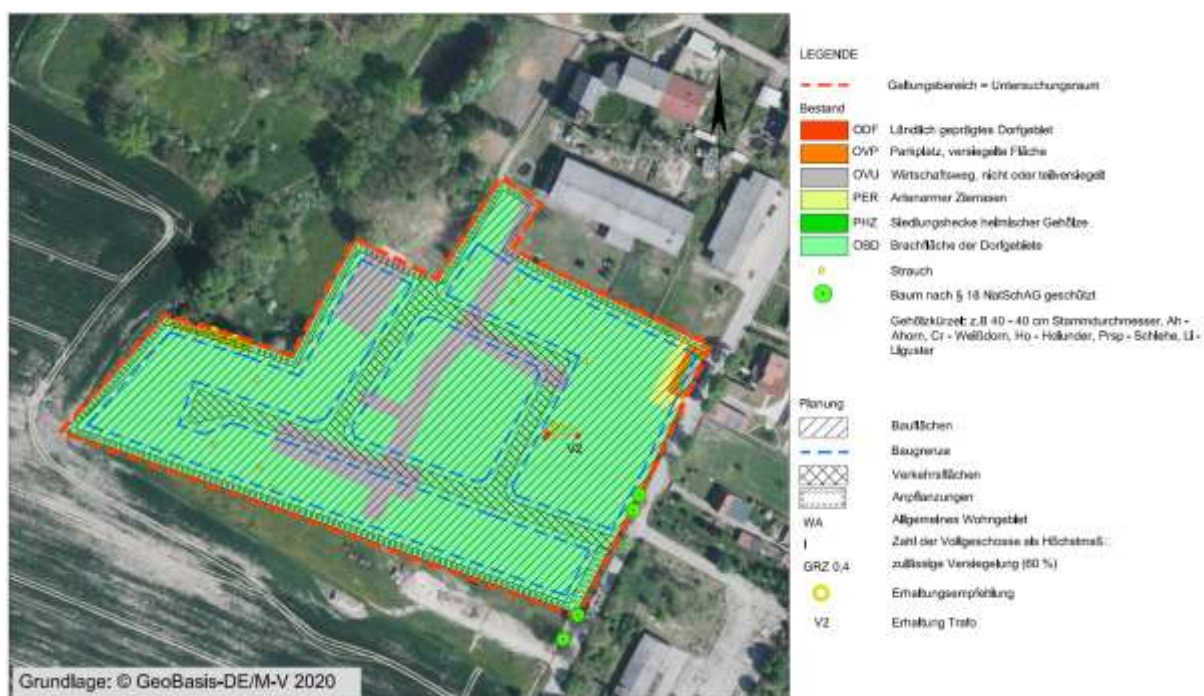 V2
Grundlage: © GeoBasis-DE/M-V 2020
LEGENDE
Geltungsbereich = Untersuchungsraum
Bestand
ODF Ländlich geprägtes Dorfgebiet
OVP Parkplatz, versiegelte Fläche
OVU Wirtschaftsweg, nicht oder teilversiegelt
PER Artenarmer Zierrasen
PHZ Siedlungshecke heimischer Gehölze
OBD Brachfläche der Dorfgebiete
Strauch
Baum nach § 18 NatSchAG geschützt
Gehölzkürzel: z.B 40 - 40 cm Stammdurchmesser, Ah -
Ahorn, Cr - Weißdorn, Ho - Holunder, Prsp - Schlehe, Li -
Liguster
Planung
Bauflächen
Baugrenze
Verkehrsflächen
Anpflanzungen
WA Allgemeines Wohngebiet
I Zahl der Vollgeschosse als Höchstmaß
GRZ 0,4 zulässige Versiegelung (60 %)
Erhaltungsempfehlung
V2 Erhaltung Trafo